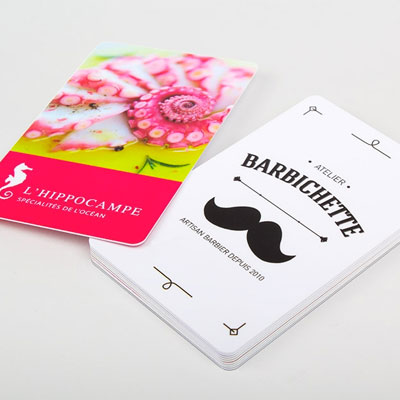 L'HIPPOCAMPE
SPÉCIALITÉS DE L'OCÉAN
· ATELIER ·
BARBICHETTE
ARTISAN BARBIER DEPUIS 2010